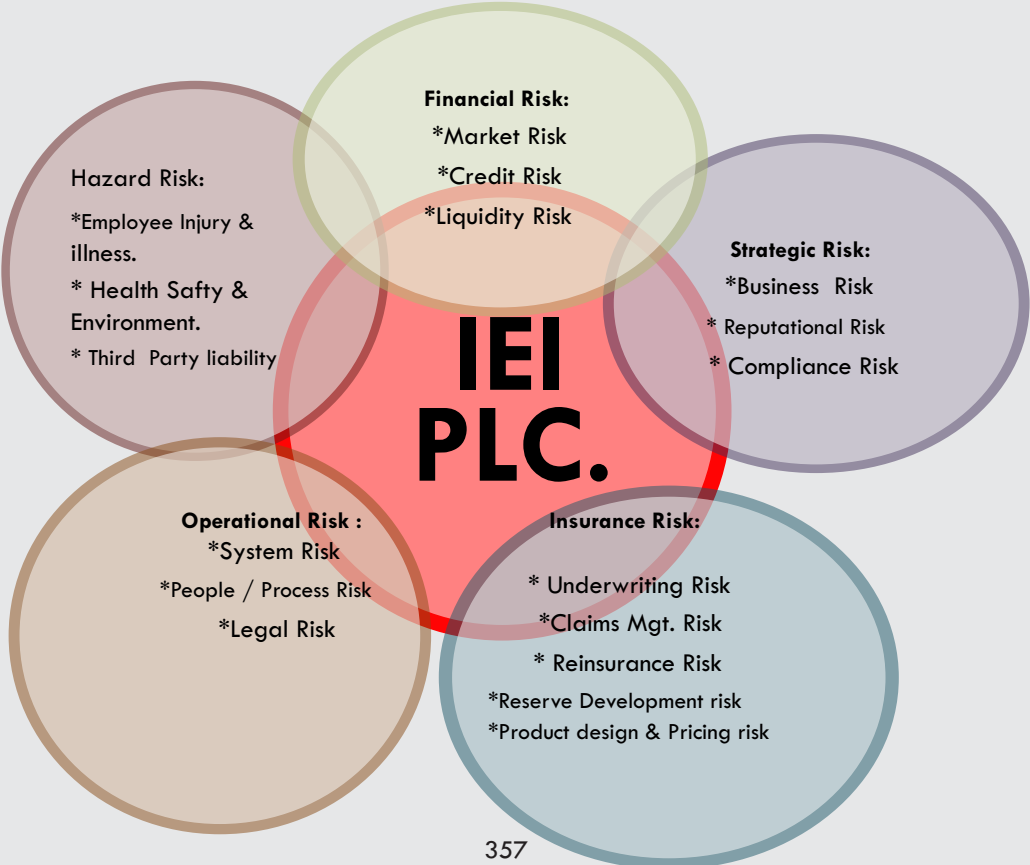 Financial Risk:
*Market Risk
*Credit Risk
*Liquidity Risk
Hazard Risk:
*Employee Injury &
illness.
* Health Safty &
Environment.
* Third  Party liability
Strategic Risk:
*Business  Risk
* Reputational Risk
* Compliance Risk
IEI
PLC.
Operational Risk :
*System Risk
*People / Process Risk
*Legal Risk
Insurance Risk:
* Underwriting Risk
*Claims Mgt. Risk
* Reinsurance Risk
*Reserve Development risk
*Product design & Pricing risk
357